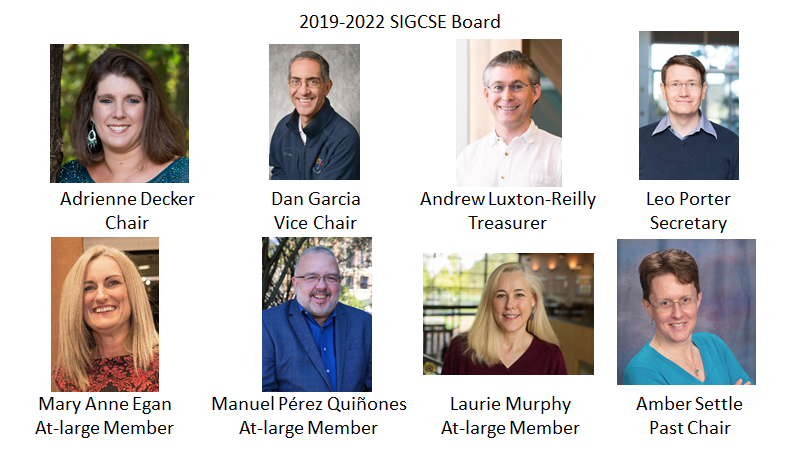 2019-2022 SIGCSE Board
Adrienne Decker
Chair
Dan Garcia
Vice Chair
Andrew Luxton-Reilly
Treasurer
Leo Porter
Secretary
Mary Anne Egan
At-large Member
Manuel Pérez Quiñones
At-large Member
Laurie Murphy
At-large Member
Amber Settle
Past Chair